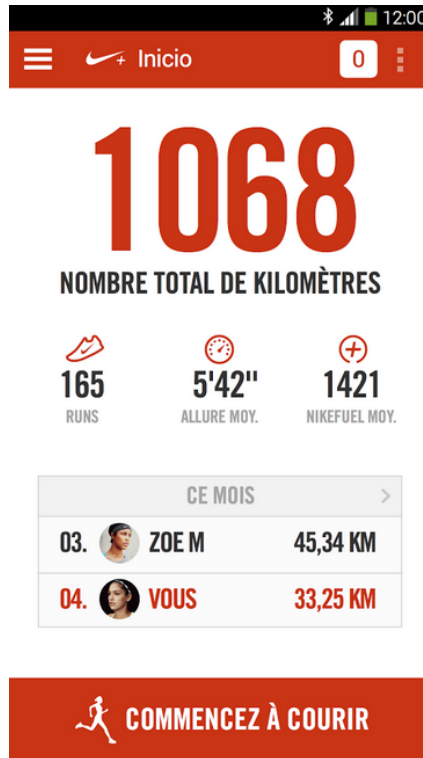 12:00
+ Inicio 0
1068
NOMBRE TOTAL DE KILOMÈTRES
165 5'42" 1421
RUNS ALLURE MOY. NIKEFUEL MOY.
CE MOIS >
03. ZOE M 45,34 KM
04. VOUS 33,25 KM
COMMENCEZ À COURIR